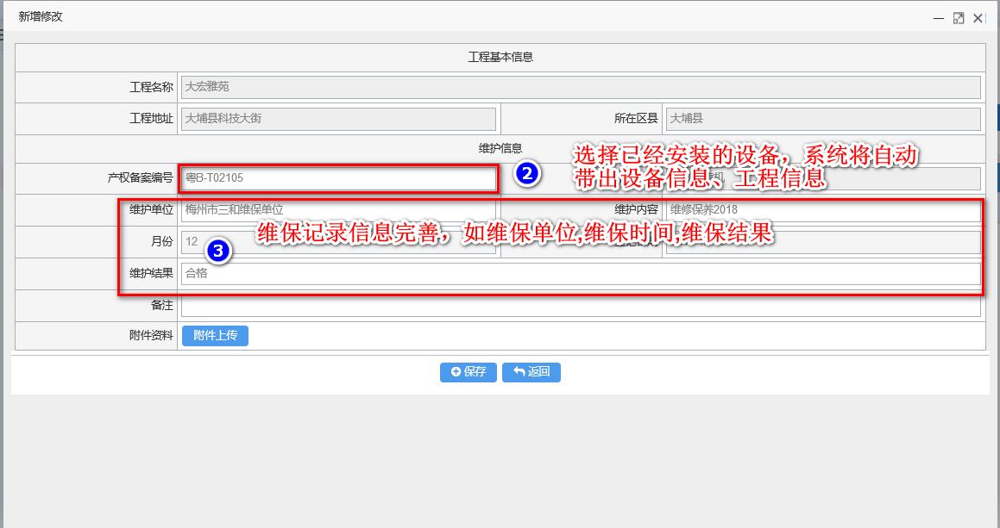 新增修改
工程基本信息
工程名称 大宏雅苑
工程地址 大埔县科技大街 所在区县 大埔县
维护信息
选择已经安装的设备，系统将自动
带出设备信息、工程信息
产权备案编号 粤B-T02105 2
维护单位 梅州市三和维保单位 维护内容 维修保养2018
维保记录信息完善，如维保单位,维保时间,维保结果
月份 12 3
维护结果 合格
备注
附件资料 附件上传
保存 返回